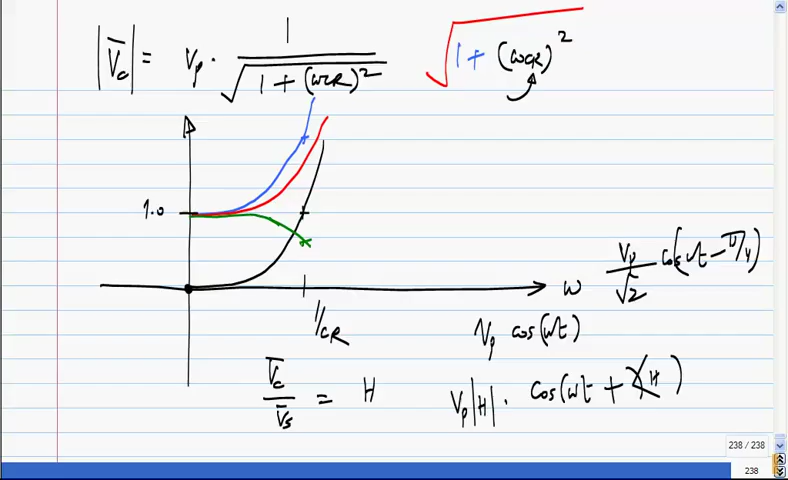 |V̅c| = Vp · 1 / √(1 + (ωCR)²)
√(1 + (ωCR)²)
1.0
ω
Vp/√2 cos(ωt − π/4)
1/CR
Vp cos(ωt)
V̅c / V̅s = H
Vp|H| · cos(ωt + ∠H)
238 / 238
238